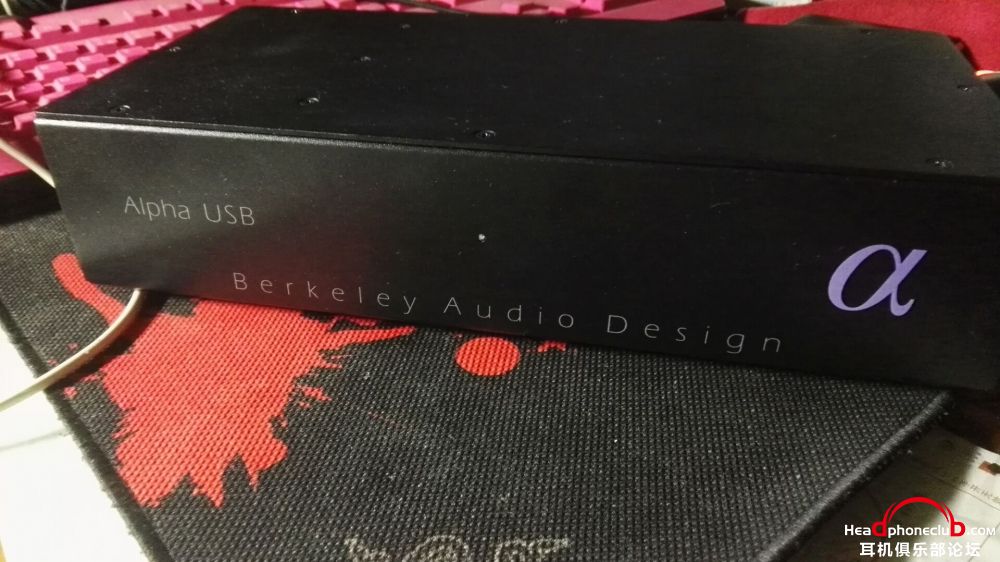 Alpha USB
α
Berkeley Audio Design
Headphoneclub.com
耳机俱乐部论坛